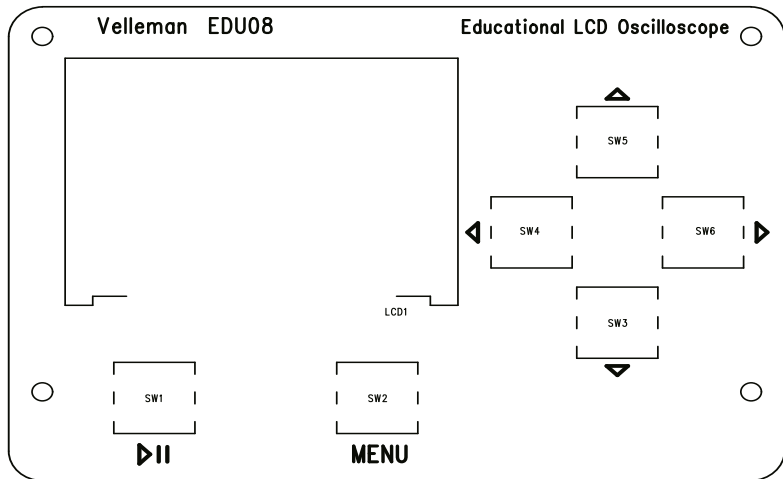 Velleman EDU08
Educational LCD Oscilloscope
SW5
SW4
SW6
SW3
LCD1
SW1
SW2
MENU